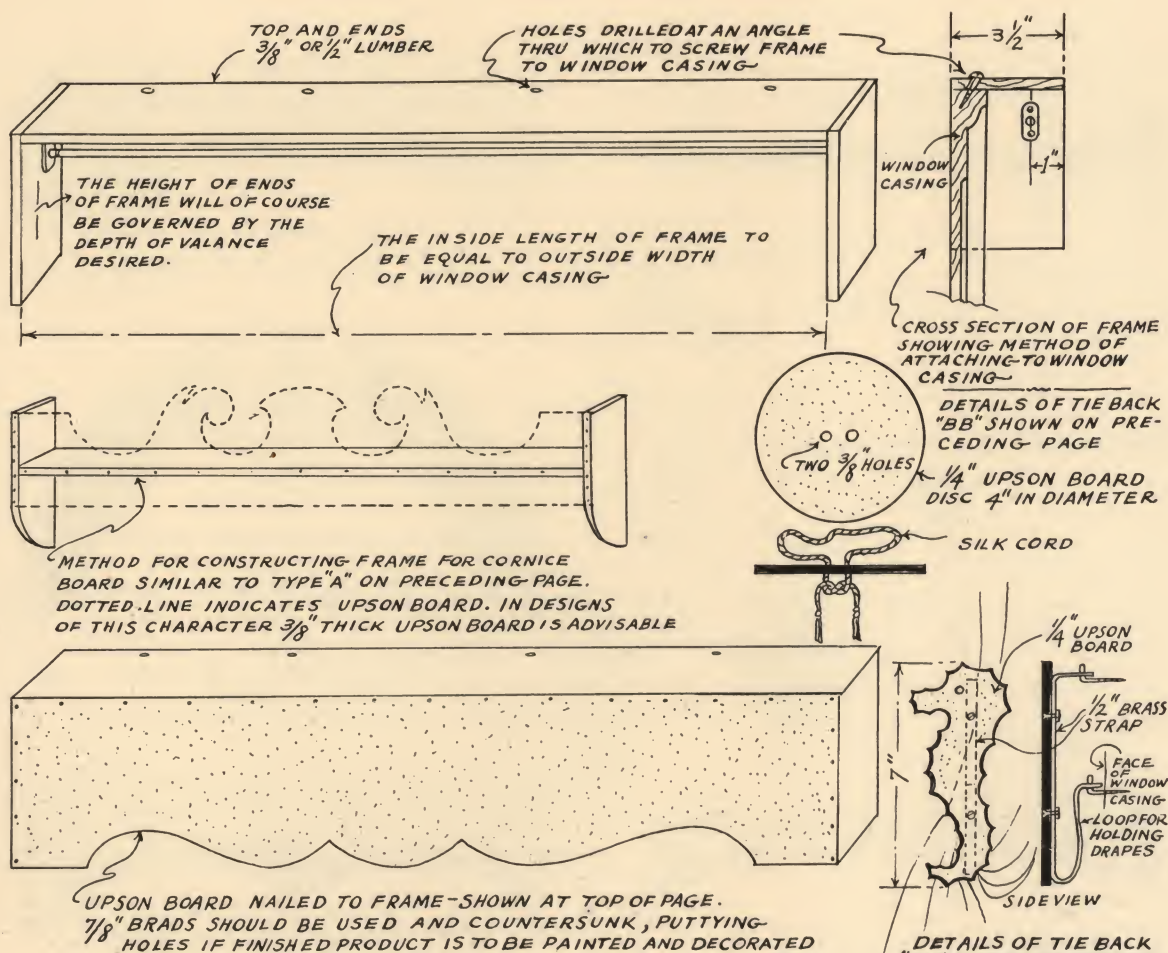 TOP AND ENDS
3/8" OR 1/2" LUMBER
HOLES DRILLED AT AN ANGLE
THRU WHICH TO SCREW FRAME
TO WINDOW CASING
3 1/2"
WINDOW
CASING
1"
THE HEIGHT OF ENDS
OF FRAME WILL OF COURSE
BE GOVERNED BY THE
DEPTH OF VALANCE
DESIRED.
THE INSIDE LENGTH OF FRAME TO
BE EQUAL TO OUTSIDE WIDTH
OF WINDOW CASING
CROSS SECTION OF FRAME
SHOWING METHOD OF
ATTACHING TO WINDOW
CASING
DETAILS OF TIE BACK
"BB" SHOWN ON PRE-
CEDING PAGE
TWO 3/8" HOLES
1/4" UPSON BOARD
DISC 4" IN DIAMETER
SILK CORD
METHOD FOR CONSTRUCTING FRAME FOR CORNICE
BOARD SIMILAR TO TYPE "A" ON PRECEDING PAGE.
DOTTED LINE INDICATES UPSON BOARD. IN DESIGNS
OF THIS CHARACTER 3/8" THICK UPSON BOARD IS ADVISABLE
1/4" UPSON
BOARD
1/2" BRASS
STRAP
7"
FACE
OF
WINDOW
CASING
LOOP FOR
HOLDING
DRAPES
SIDE VIEW
UPSON BOARD NAILED TO FRAME-SHOWN AT TOP OF PAGE.
7/8" BRADS SHOULD BE USED AND COUNTERSUNK, PUTTYING
HOLES IF FINISHED PRODUCT IS TO BE PAINTED AND DECORATED
DETAILS OF TIE BACK